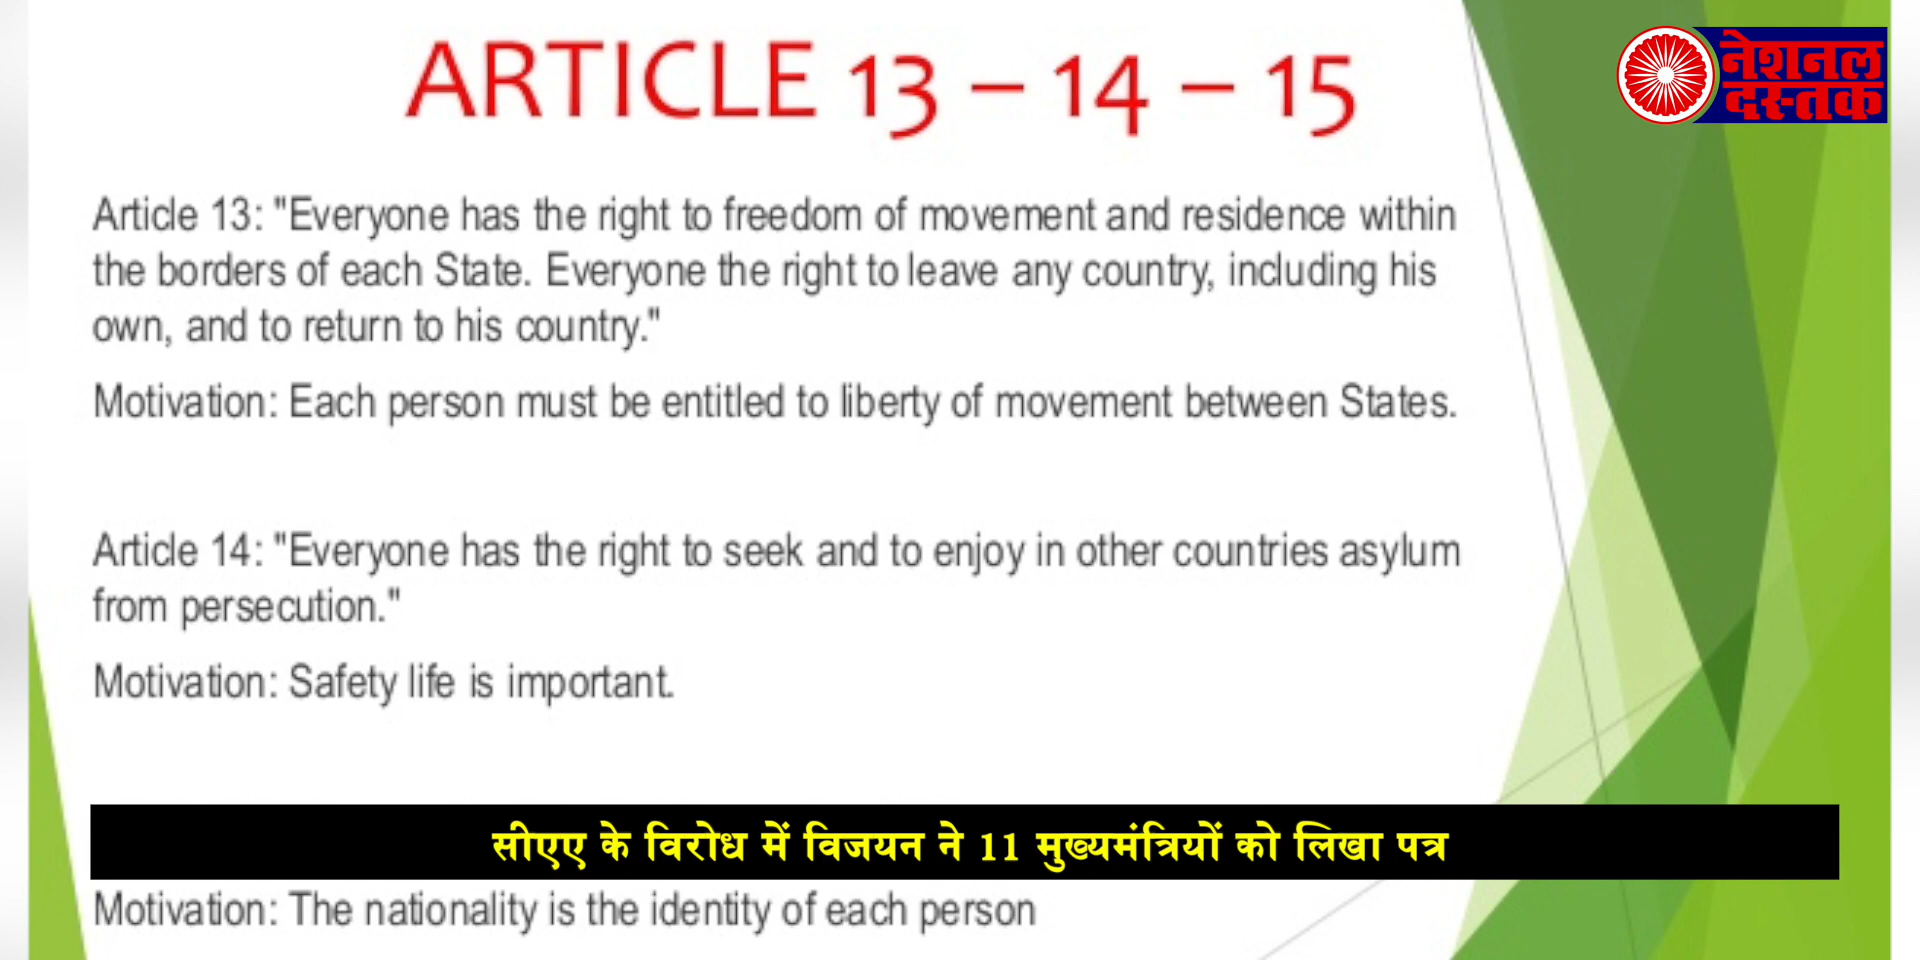 ARTICLE 13 – 14 – 15
नेशनल
दस्तक
Article 13: "Everyone has the right to freedom of movement and residence within
the borders of each State. Everyone the right to leave any country, including his
own, and to return to his country."
Motivation: Each person must be entitled to liberty of movement between States.
Article 14: "Everyone has the right to seek and to enjoy in other countries asylum
from persecution."
Motivation: Safety life is important.
सीएए के विरोध में विजयन ने 11 मुख्यमंत्रियों को लिखा पत्र
Motivation: The nationality is the identity of each person